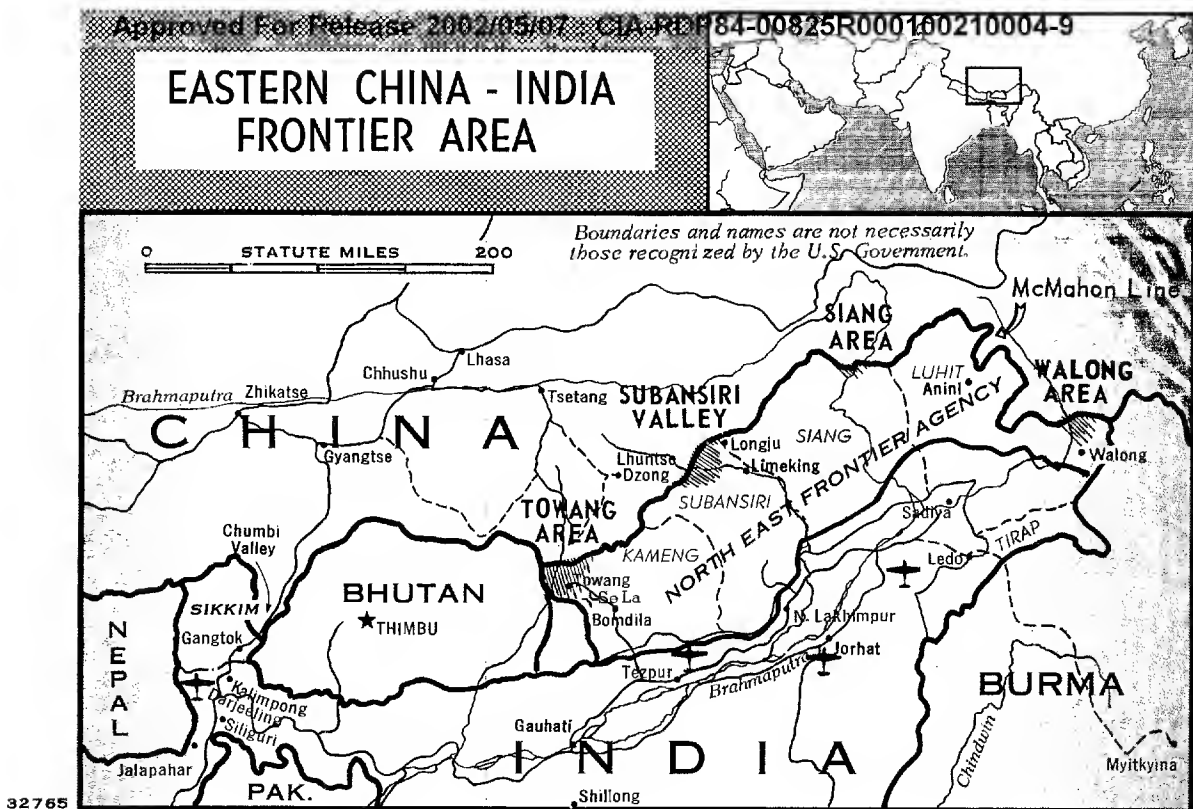 Approved For Release 2002/05/07 : CIA-RDP84-00825R000100210004-9
EASTERN CHINA - INDIA
FRONTIER AREA
Boundaries and names are not necessarily
those recognized by the U.S. Government.
0 STATUTE MILES 200
McMahon Line
SIANG
AREA
Lhasa
Chhushu
LUHIT
Anini
WALONG
AREA
Brahmaputra
Zhikatse
Tsetang
SUBANSIRI
VALLEY
CHINA
Gyangtse
Longju
SIANG
Limeking
Walong
Lhuntse
Dzong
NORTH EAST FRONTIER AGENCY
SUBANSIRI
TOWANG
AREA
Sadiya
Chumbi
Valley
KAMENG
TIRAP
Ledo
Towang
Se La
BHUTAN
Bomdila
SIKKIM
THIMBU
N. Lakhimpur
NEPAL
Gangtok
Jorhat
Tezpur
Brahmaputra
Kalimpong
Darjeeling
BURMA
Siliguri
Gauhati
INDIA
Chindwin
Jalapahar
Myitkyina
PAK.
Shillong
32765